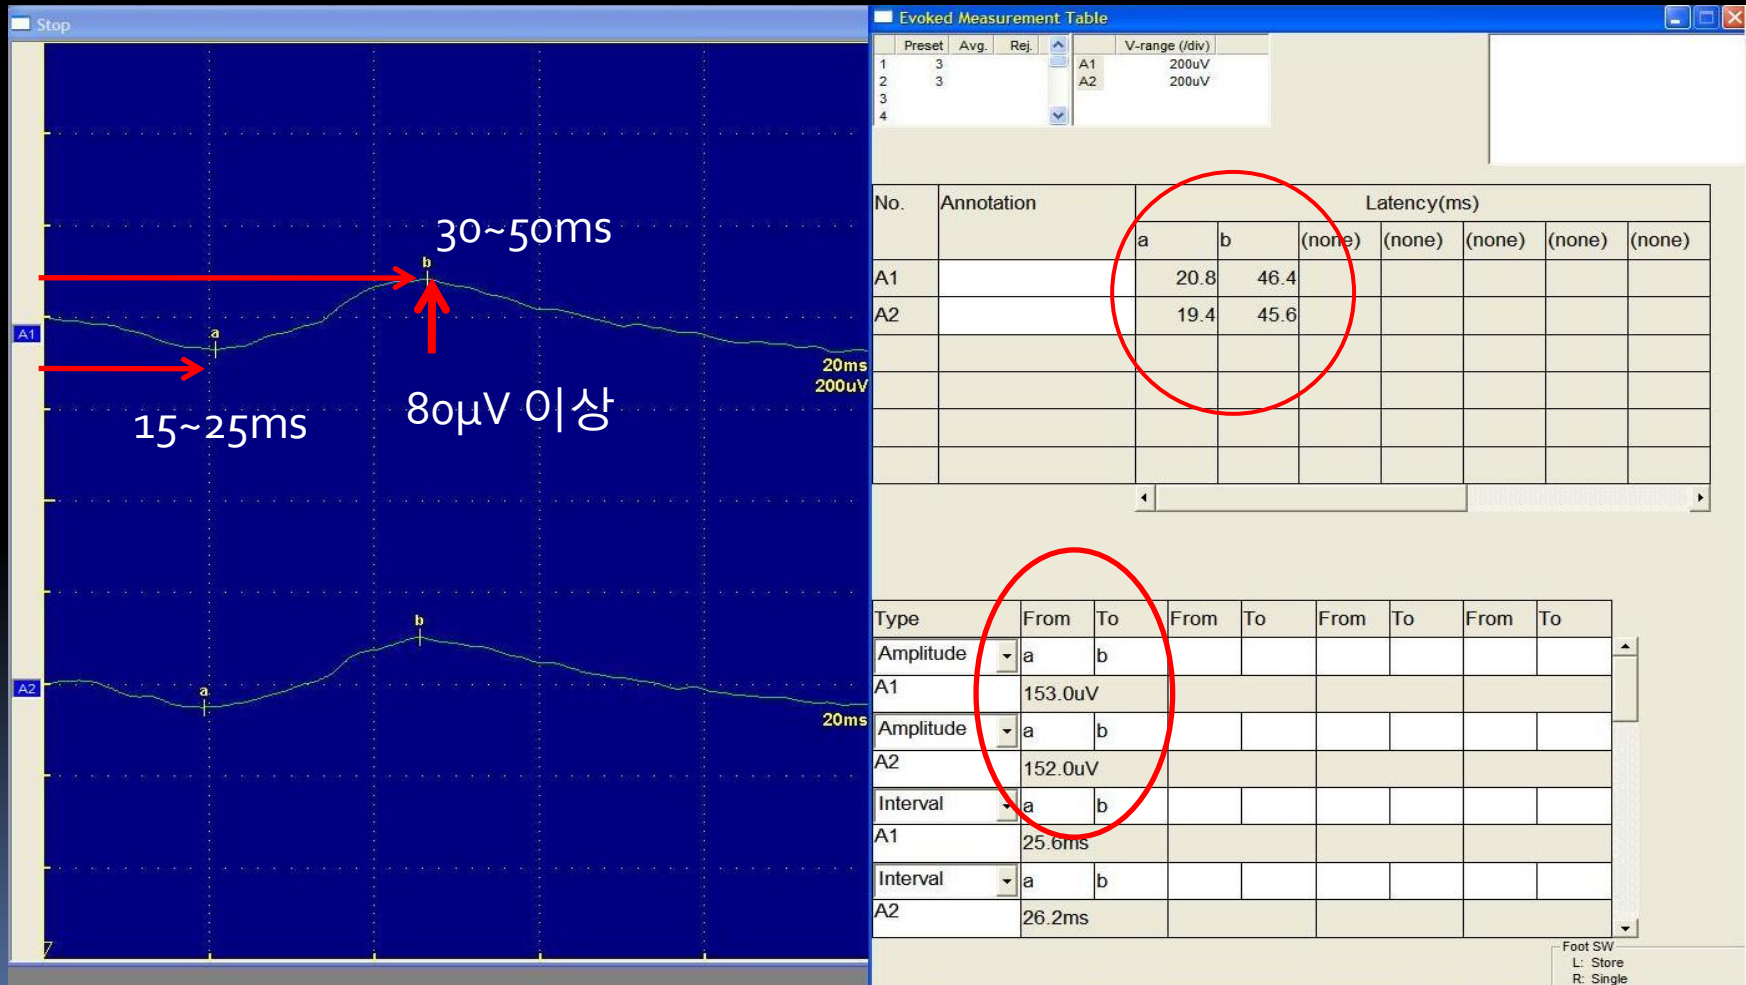 Stop
30~50ms
b
A1
a
20ms
200uV
15~25ms
80μV 이상
b
A2
a
20ms
Evoked Measurement Table
Preset Avg. Rej.
1 3
2 3
3
4
V-range (/div)
A1 200uV
A2 200uV
No. Annotation Latency(ms)
a b (none) (none) (none) (none) (none)
A1 20.8 46.4
A2 19.4 45.6
Type From To From To From To From To
Amplitude a b
A1 153.0uV
Amplitude a b
A2 152.0uV
Interval a b
A1 25.6ms
Interval a b
A2 26.2ms
Foot SW
L: Store
R: Single